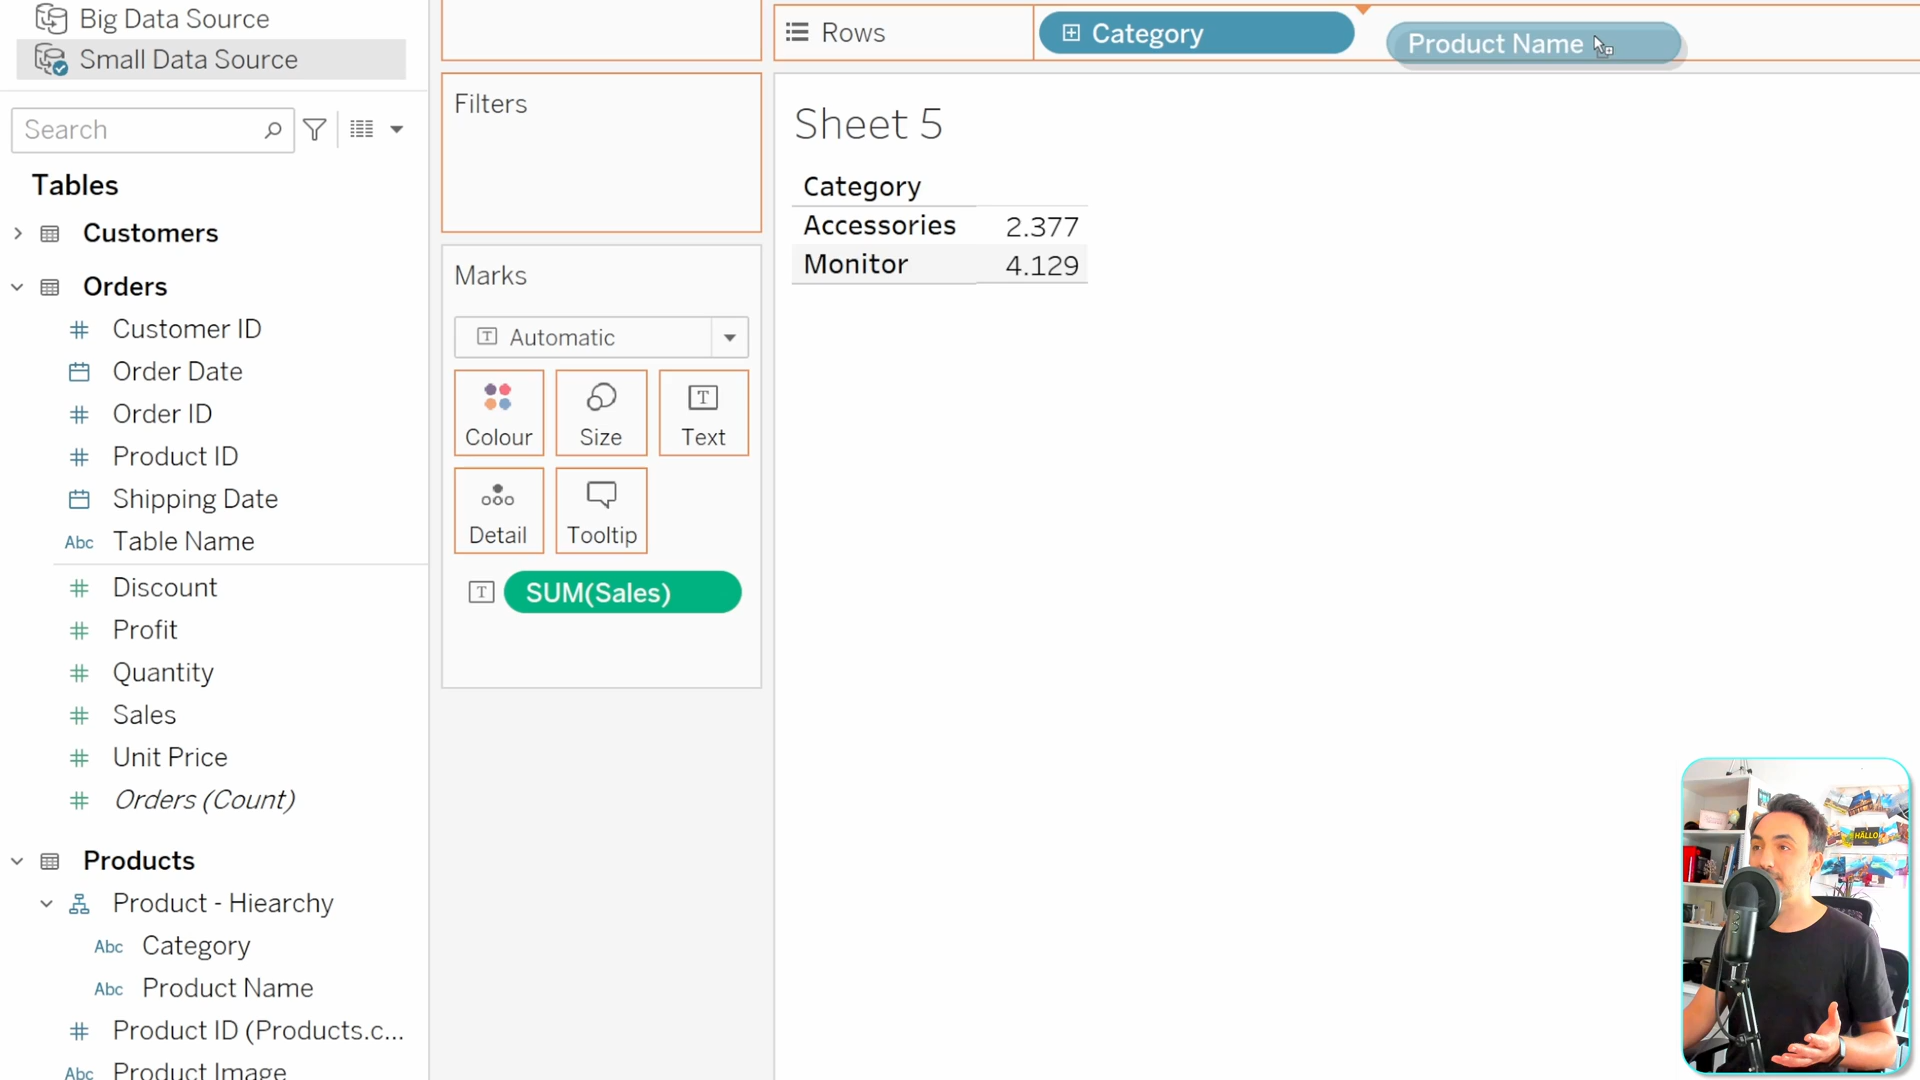 Big Data Source
Small Data Source
Search
Tables
Customers
Orders
Customer ID
Order Date
Order ID
Product ID
Shipping Date
Abc Table Name
Discount
Profit
Quantity
Sales
Unit Price
Orders (Count)
Products
Product - Hiearchy
Abc Category
Abc Product Name
Product ID (Products.c...
Abc Product Image
Filters
Marks
T Automatic
Colour
Size
T
Text
Detail
Tooltip
T SUM(Sales)
Rows
Category
Product Name
Sheet 5
Category
Accessories 2.377
Monitor 4.129
HALLO